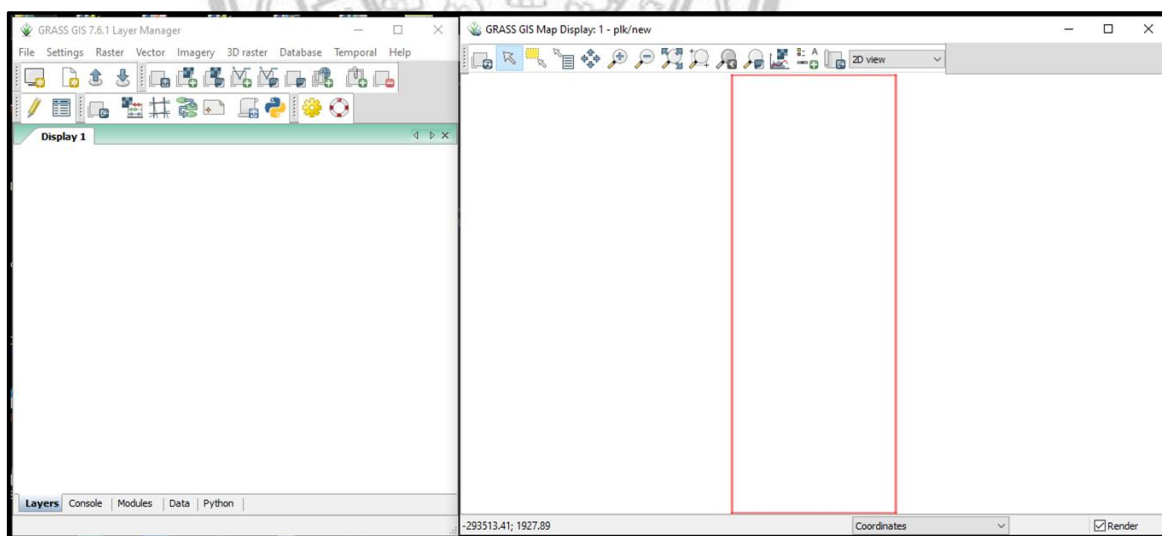 GRASS GIS 7.6.1 Layer Manager
File Settings Raster Vector Imagery 3D raster Database Temporal Help
Display 1
Layers Console Modules Data Python
GRASS GIS Map Display: 1 - plk/new
2D view
-293513.41; 1927.89
Coordinates
Render